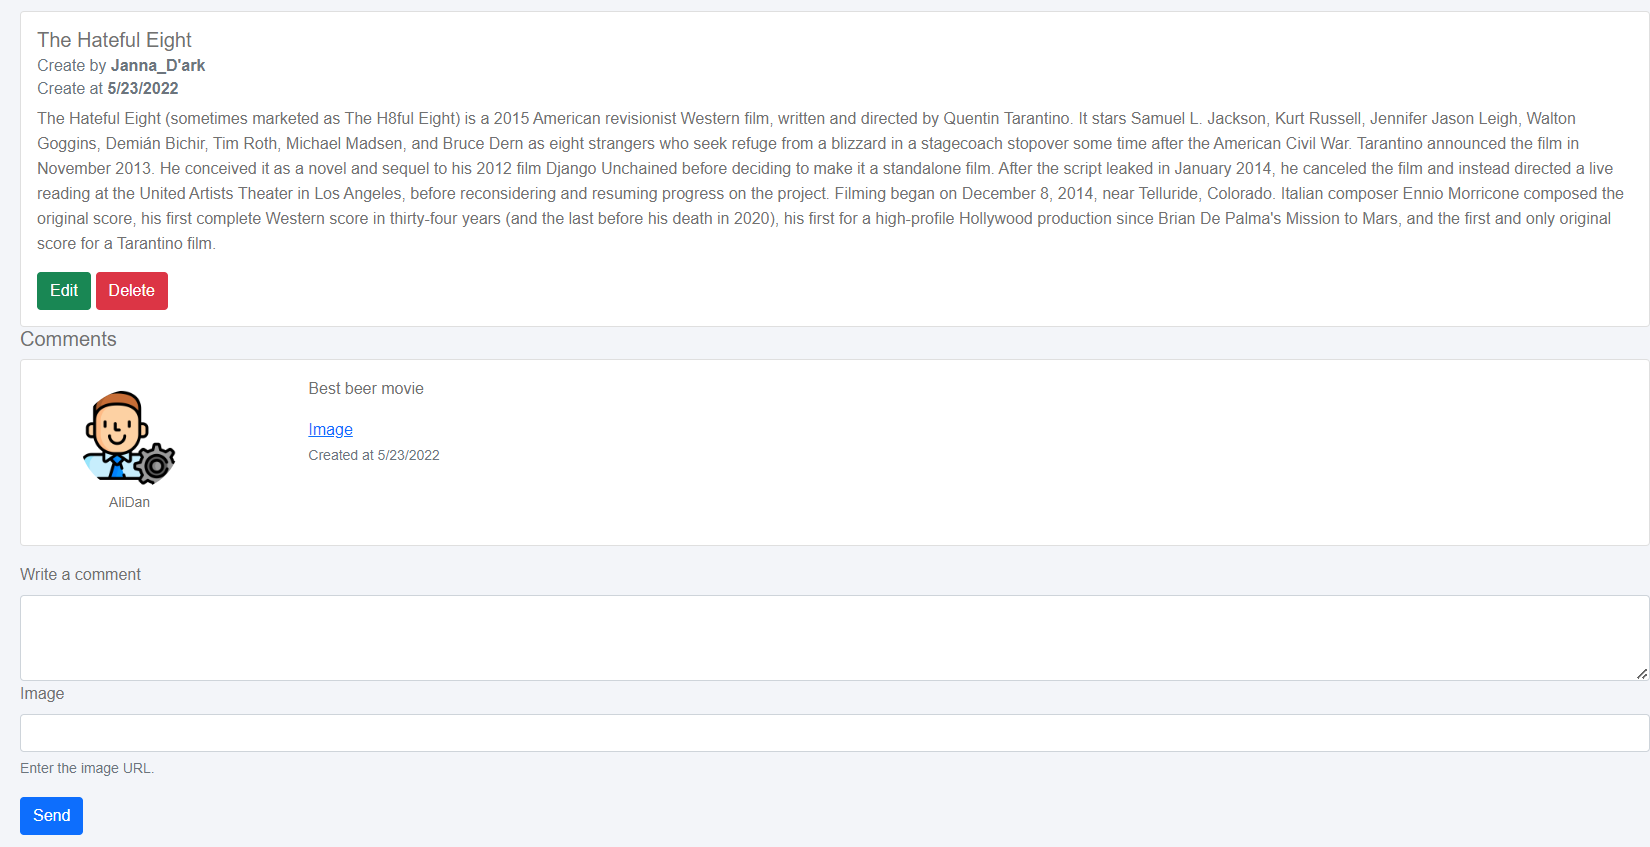 The Hateful Eight
Create by Janna_D'ark
Create at 5/23/2022
The Hateful Eight (sometimes marketed as The H8ful Eight) is a 2015 American revisionist Western film, written and directed by Quentin Tarantino. It stars Samuel L. Jackson, Kurt Russell, Jennifer Jason Leigh, Walton
Goggins, Demián Bichir, Tim Roth, Michael Madsen, and Bruce Dern as eight strangers who seek refuge from a blizzard in a stagecoach stopover some time after the American Civil War. Tarantino announced the film in
November 2013. He conceived it as a novel and sequel to his 2012 film Django Unchained before deciding to make it a standalone film. After the script leaked in January 2014, he canceled the film and instead directed a live
reading at the United Artists Theater in Los Angeles, before reconsidering and resuming progress on the project. Filming began on December 8, 2014, near Telluride, Colorado. Italian composer Ennio Morricone composed the
original score, his first complete Western score in thirty-four years (and the last before his death in 2020), his first for a high-profile Hollywood production since Brian De Palma's Mission to Mars, and the first and only original
score for a Tarantino film.
Edit Delete
Comments
Best beer movie
Image
Created at 5/23/2022
AliDan
Write a comment
Image
Enter the image URL.
Send